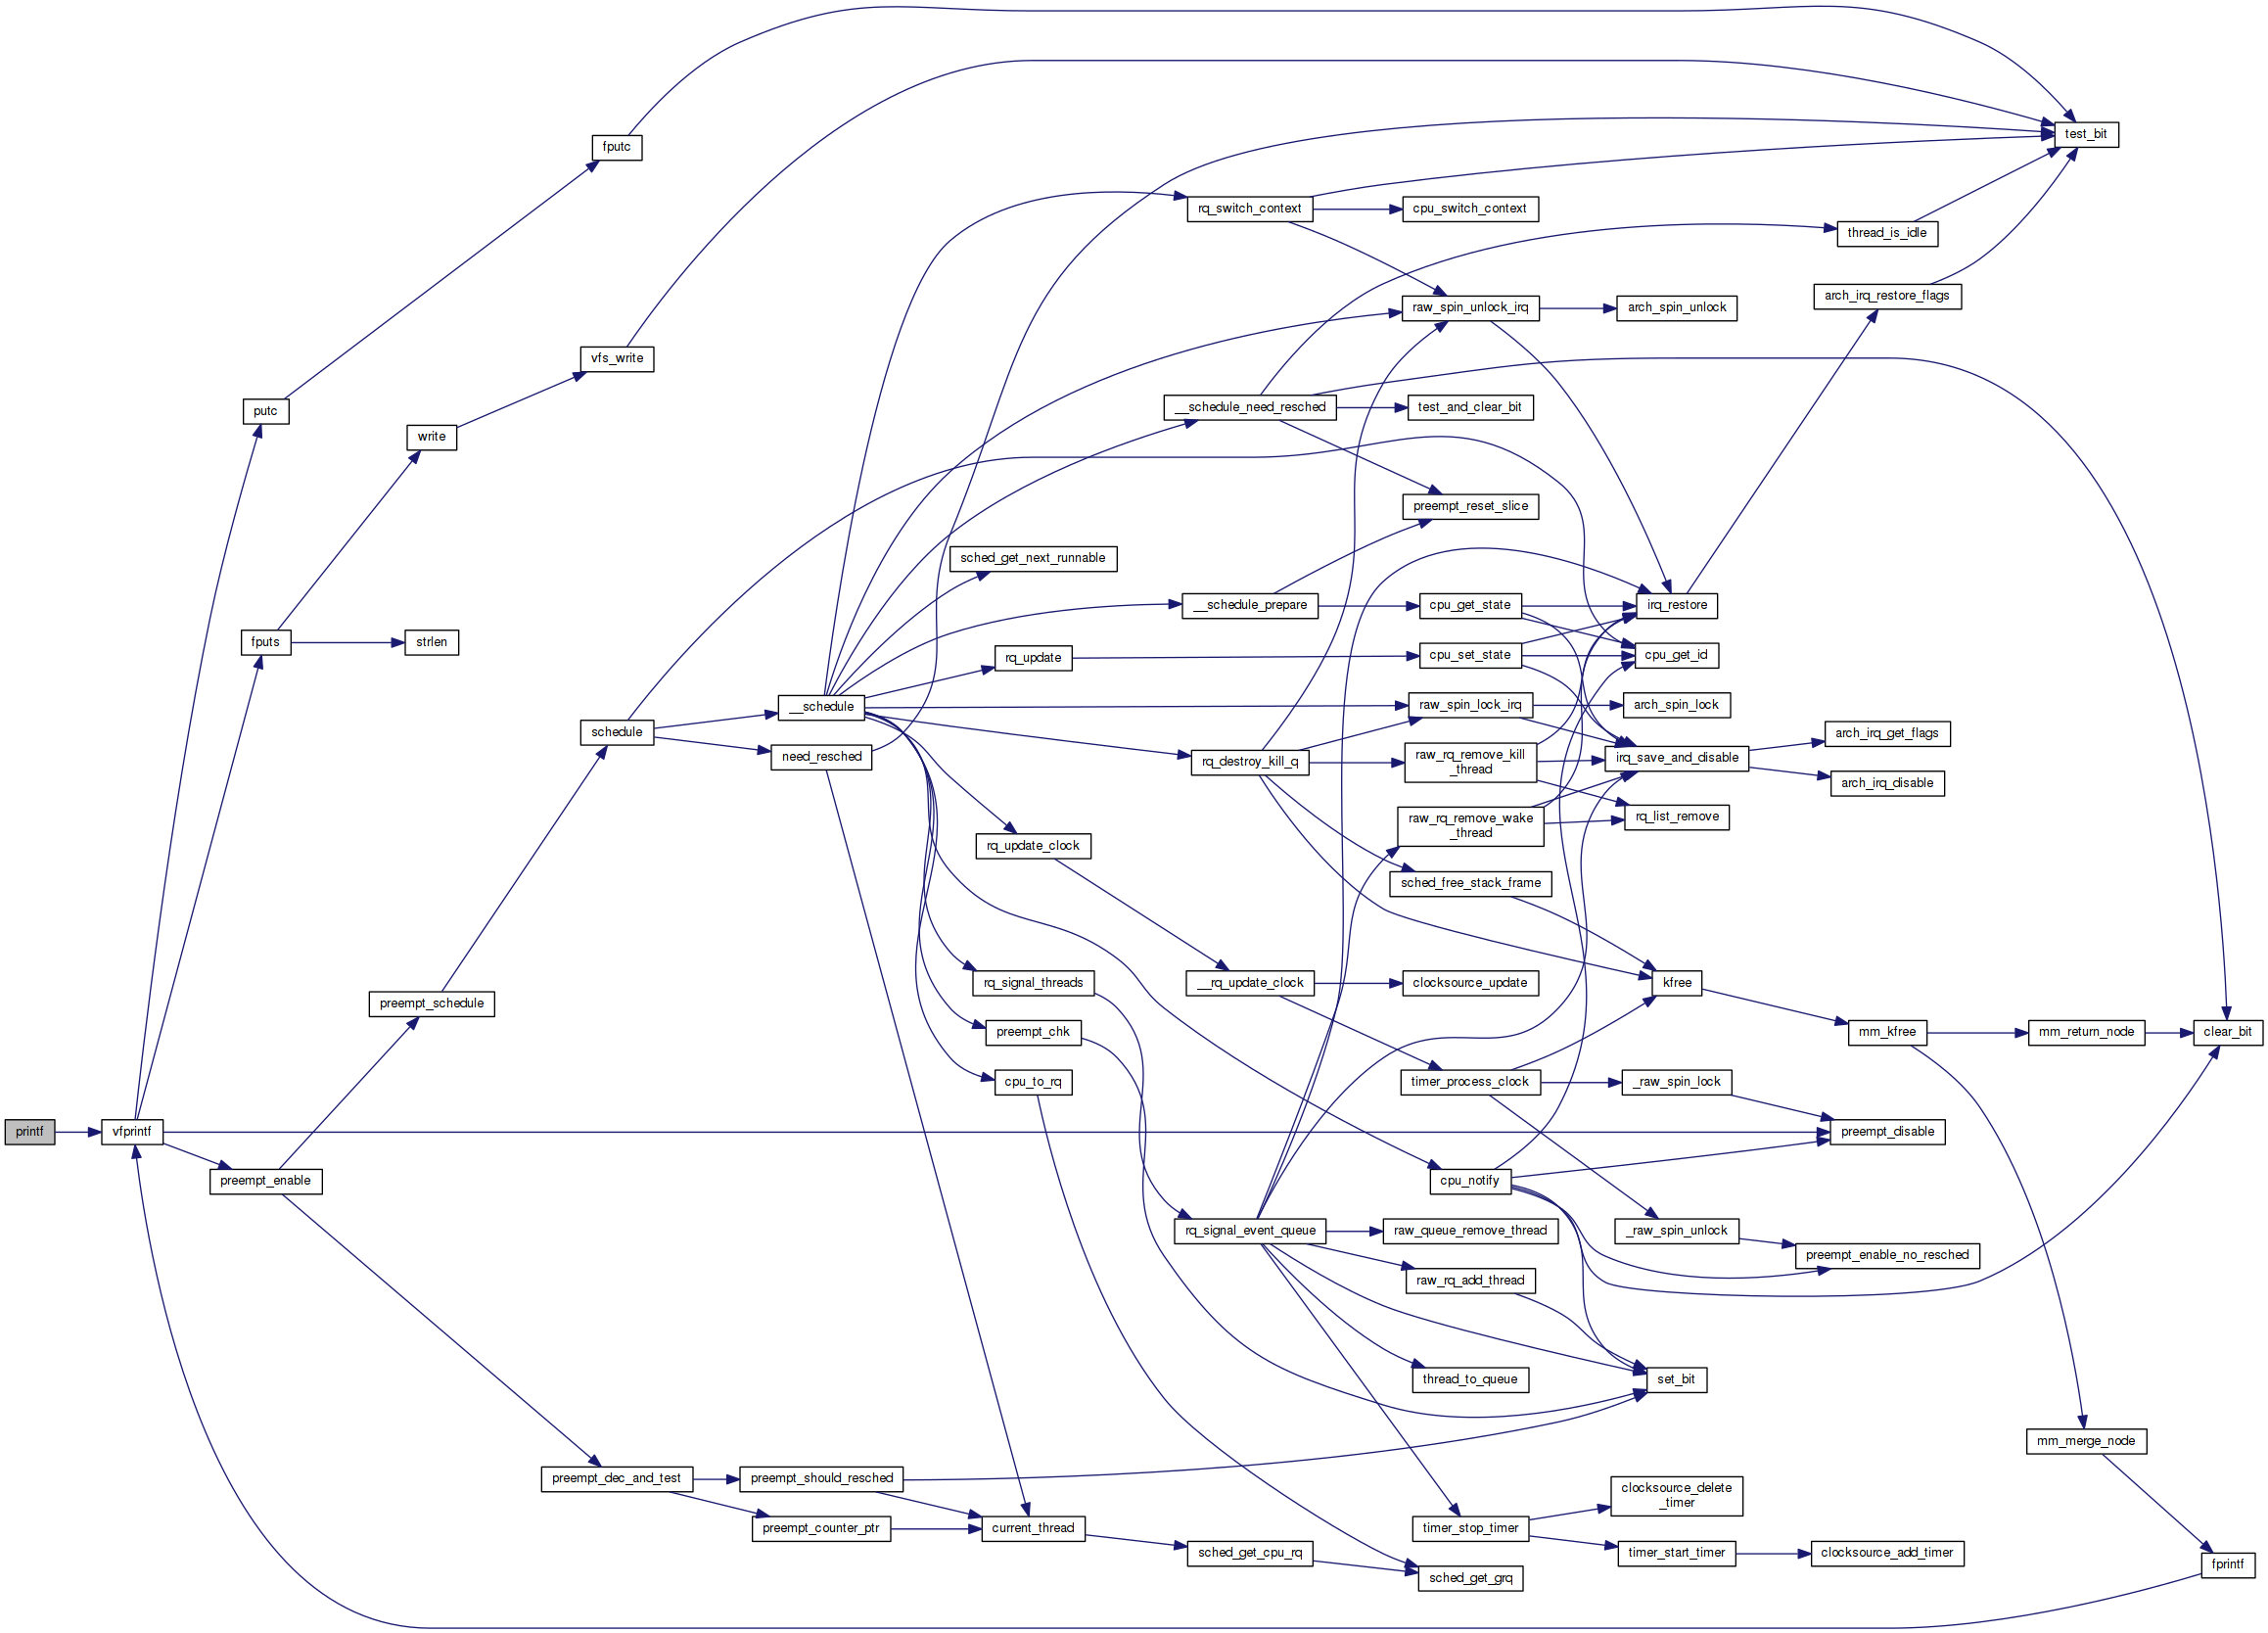 fputc
test_bit
rq_switch_context
cpu_switch_context
thread_is_idle
arch_irq_restore_flags
raw_spin_unlock_irq
arch_spin_unlock
vfs_write
putc
__schedule_need_resched
test_and_clear_bit
write
preempt_reset_slice
sched_get_next_runnable
__schedule_prepare
cpu_get_state
irq_restore
fputs
strlen
rq_update
cpu_set_state
cpu_get_id
__schedule
raw_spin_lock_irq
arch_spin_lock
schedule
need_resched
rq_destroy_kill_q
raw_rq_remove_kill
_thread
irq_save_and_disable
arch_irq_get_flags
arch_irq_disable
raw_rq_remove_wake
_thread
rq_list_remove
rq_update_clock
sched_free_stack_frame
preempt_schedule
rq_signal_threads
__rq_update_clock
clocksource_update
kfree
preempt_chk
mm_kfree
mm_return_node
clear_bit
cpu_to_rq
timer_process_clock
_raw_spin_lock
printf
vfprintf
preempt_disable
preempt_enable
cpu_notify
rq_signal_event_queue
raw_queue_remove_thread
_raw_spin_unlock
preempt_enable_no_resched
raw_rq_add_thread
thread_to_queue
set_bit
mm_merge_node
preempt_dec_and_test
preempt_should_resched
clocksource_delete
_timer
preempt_counter_ptr
current_thread
timer_stop_timer
sched_get_cpu_rq
timer_start_timer
clocksource_add_timer
sched_get_grq
fprintf